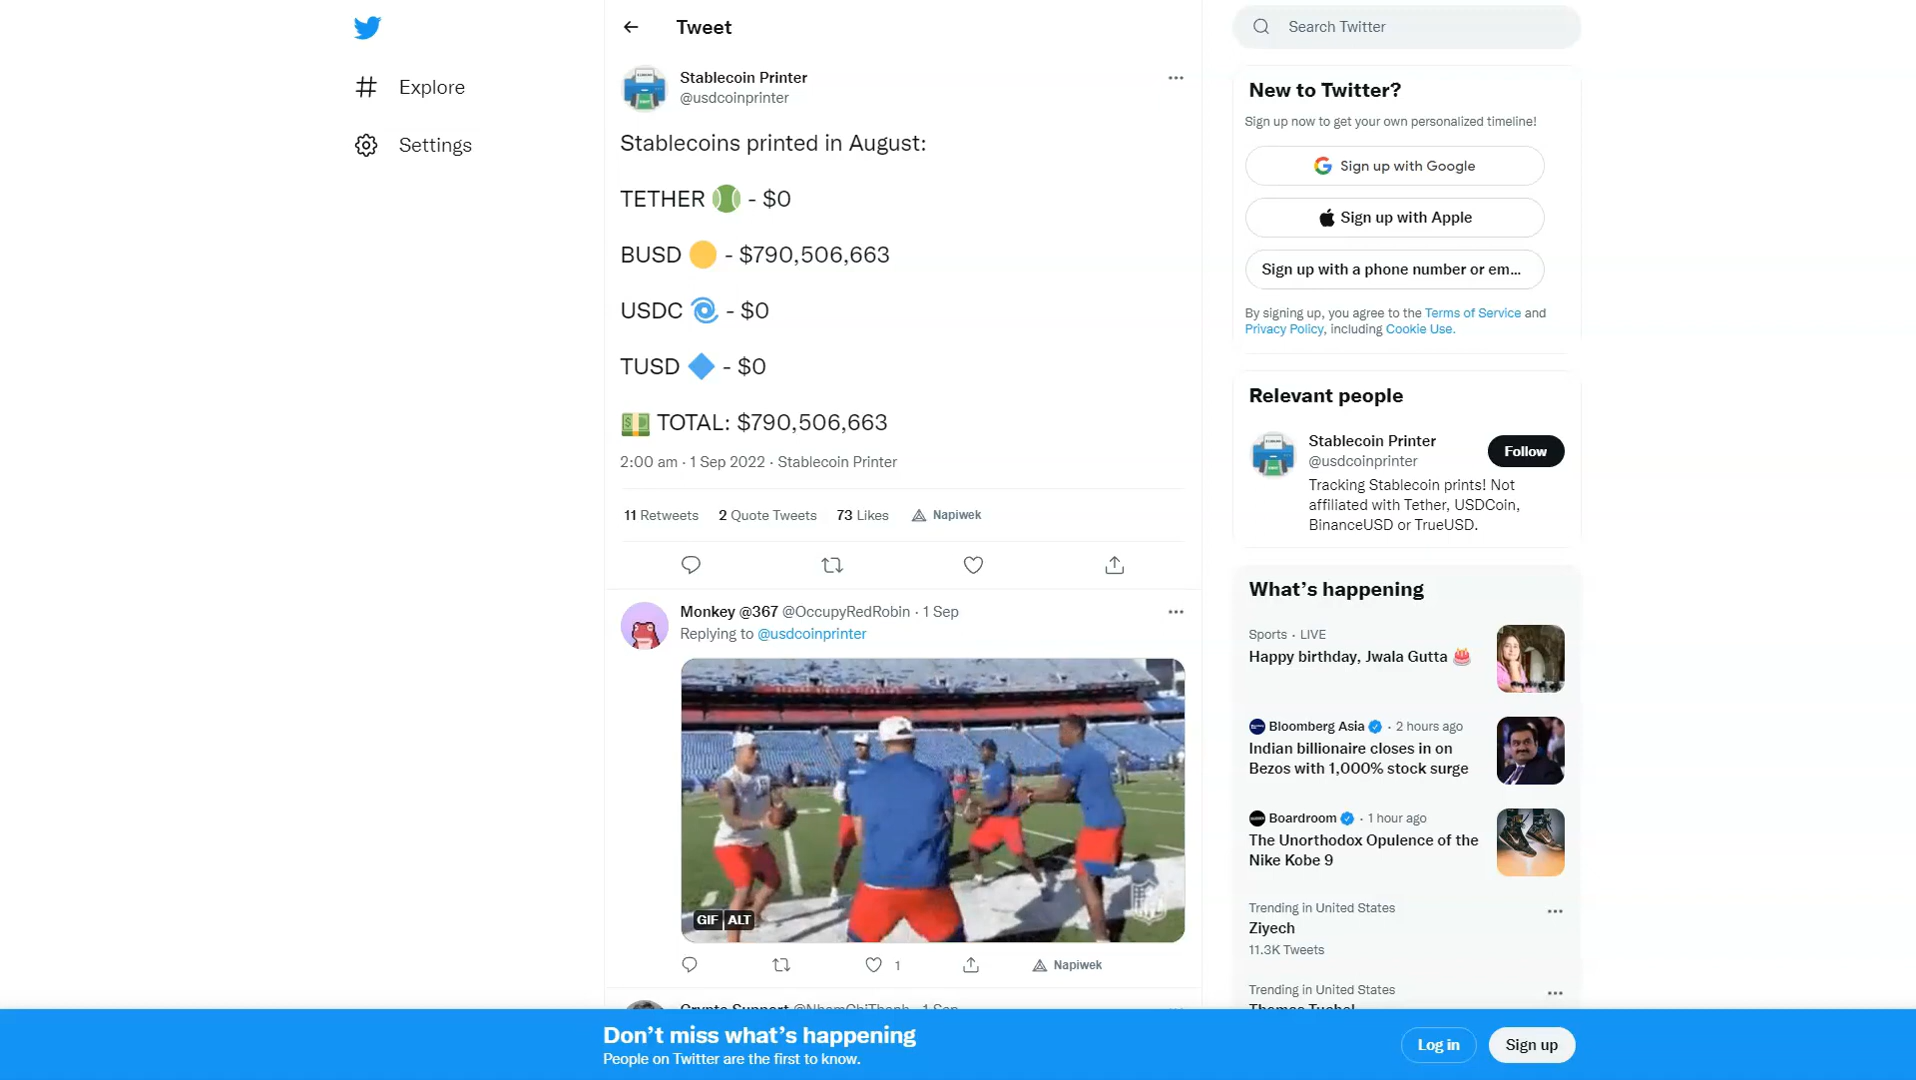 Explore
Settings
Tweet
Stablecoin Printer
@usdcoinprinter
Stablecoins printed in August:
TETHER - $0
BUSD - $790,506,663
USDC - $0
TUSD - $0
TOTAL: $790,506,663
2:00 am · 1 Sep 2022 · Stablecoin Printer
11 Retweets 2 Quote Tweets 73 Likes Napiwek
Monkey @367 @OccupyRedRobin · 1 Sep
Replying to @usdcoinprinter
GIF ALT
1 Napiwek
Search Twitter
New to Twitter?
Sign up now to get your own personalized timeline!
Sign up with Google
Sign up with Apple
Sign up with a phone number or em...
By signing up, you agree to the Terms of Service and
Privacy Policy, including Cookie Use.
Relevant people
Stablecoin Printer
@usdcoinprinter
Follow
Tracking Stablecoin prints! Not
affiliated with Tether, USDCoin,
BinanceUSD or TrueUSD.
What's happening
Sports · LIVE
Happy birthday, Jwala Gutta
Bloomberg Asia · 2 hours ago
Indian billionaire closes in on
Bezos with 1,000% stock surge
Boardroom · 1 hour ago
The Unorthodox Opulence of the
Nike Kobe 9
Trending in United States
Ziyech
11.3K Tweets
Trending in United States
Don't miss what's happening
People on Twitter are the first to know.
Log in
Sign up